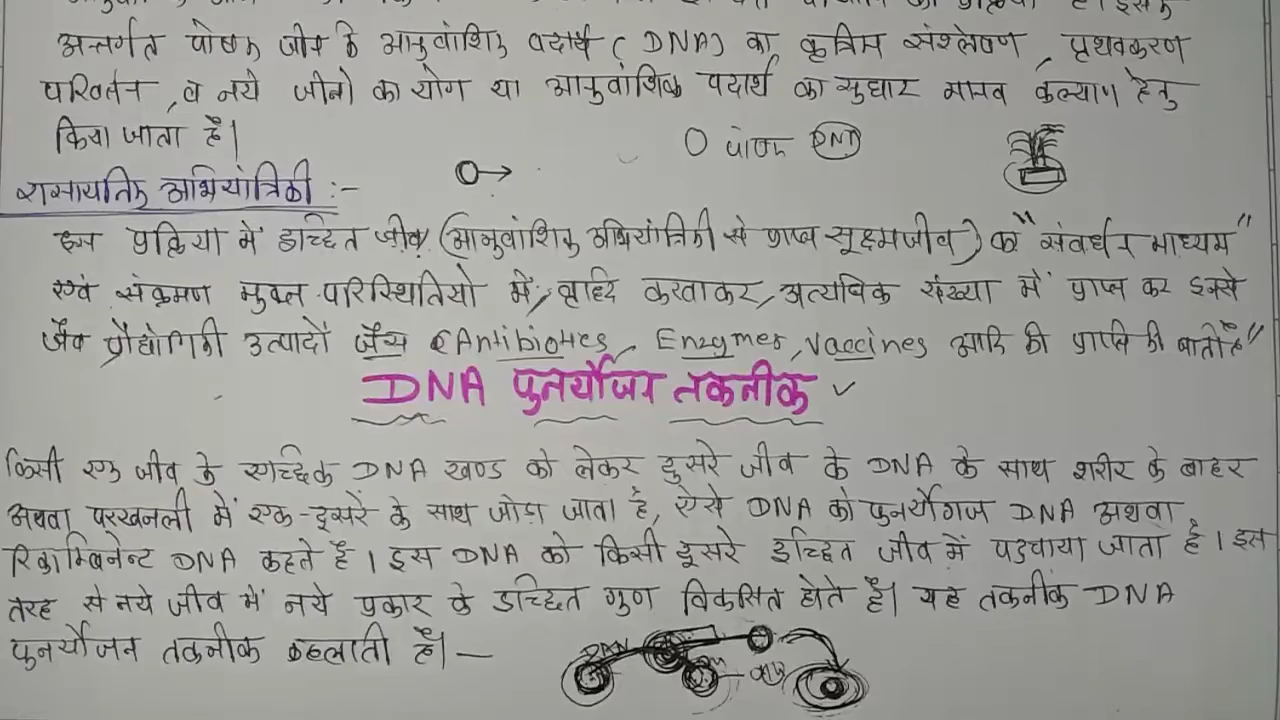 अन्तर्गत पोषक जीव के आनुवांशिक पदार्थ ( DNA) का कृत्रिम संश्लेषण , पृथक्करण
परिवर्तन , व नये जीनो का योग या आनुवांशिक पदार्थ का सुधार मानव कल्याण हेतु
किया जाता है।
पोषक DNA
रासायनिक अभियांत्रिकी :-
इस प्रक्रिया में इच्छित जीव (आनुवांशिक अभियांत्रिकी से प्राप्त सूक्ष्मजीव) को "संवर्धन माध्यम"
एवं संक्रमण मुक्त परिस्थितियो में, वृद्दि करवाकर, अत्यधिक संख्या में प्राप्त कर इनसे
जैव प्रौद्योगिकी उत्पादों जैसे Antibiotics, Enzymes, Vaccines आदि की प्राप्ति की जाती है"
DNA पुनर्योजन तकनीक
किसी एक जीव के एच्छिक DNA खण्ड को लेकर दुसरे जीव के DNA के साथ शरीर के बाहर
अथवा परखनली में एक-दुसरे के साथ जोडा जाता है, ऐसे DNA को पुनर्योगज DNA अथवा
रिकाम्बिनेन्ट DNA कहते है । इस DNA को किसी दूसरे इच्छित जीव में पहुचाया जाता है । इस
तरह से नये जीव में नये प्रकार के इच्छित गुण विकसित होते है। यह तकनीक DNA
पुनर्योजन तकनीक कहलाती है। —
DNA